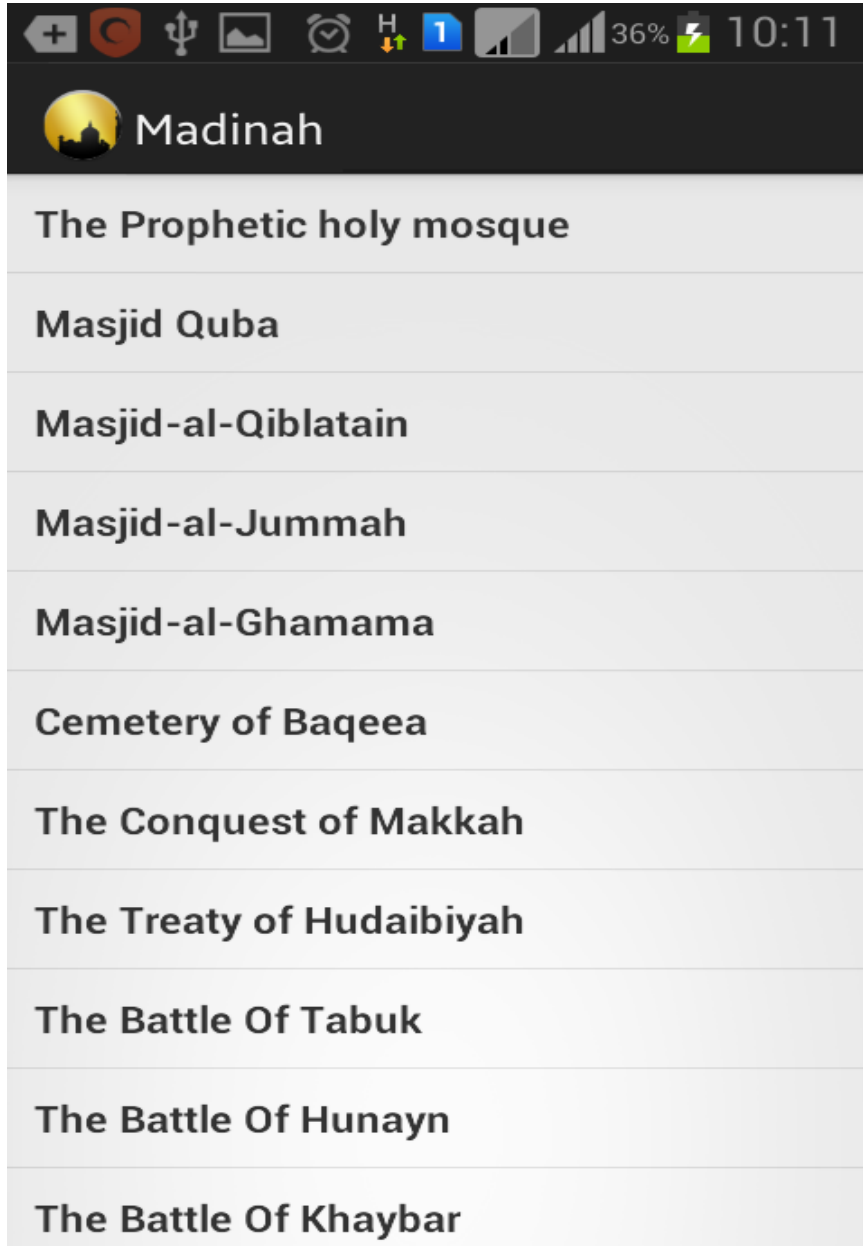 H 1 36% 10:11
Madinah
The Prophetic holy mosque
Masjid Quba
Masjid-al-Qiblatain
Masjid-al-Jummah
Masjid-al-Ghamama
Cemetery of Baqeea
The Conquest of Makkah
The Treaty of Hudaibiyah
The Battle Of Tabuk
The Battle Of Hunayn
The Battle Of Khaybar